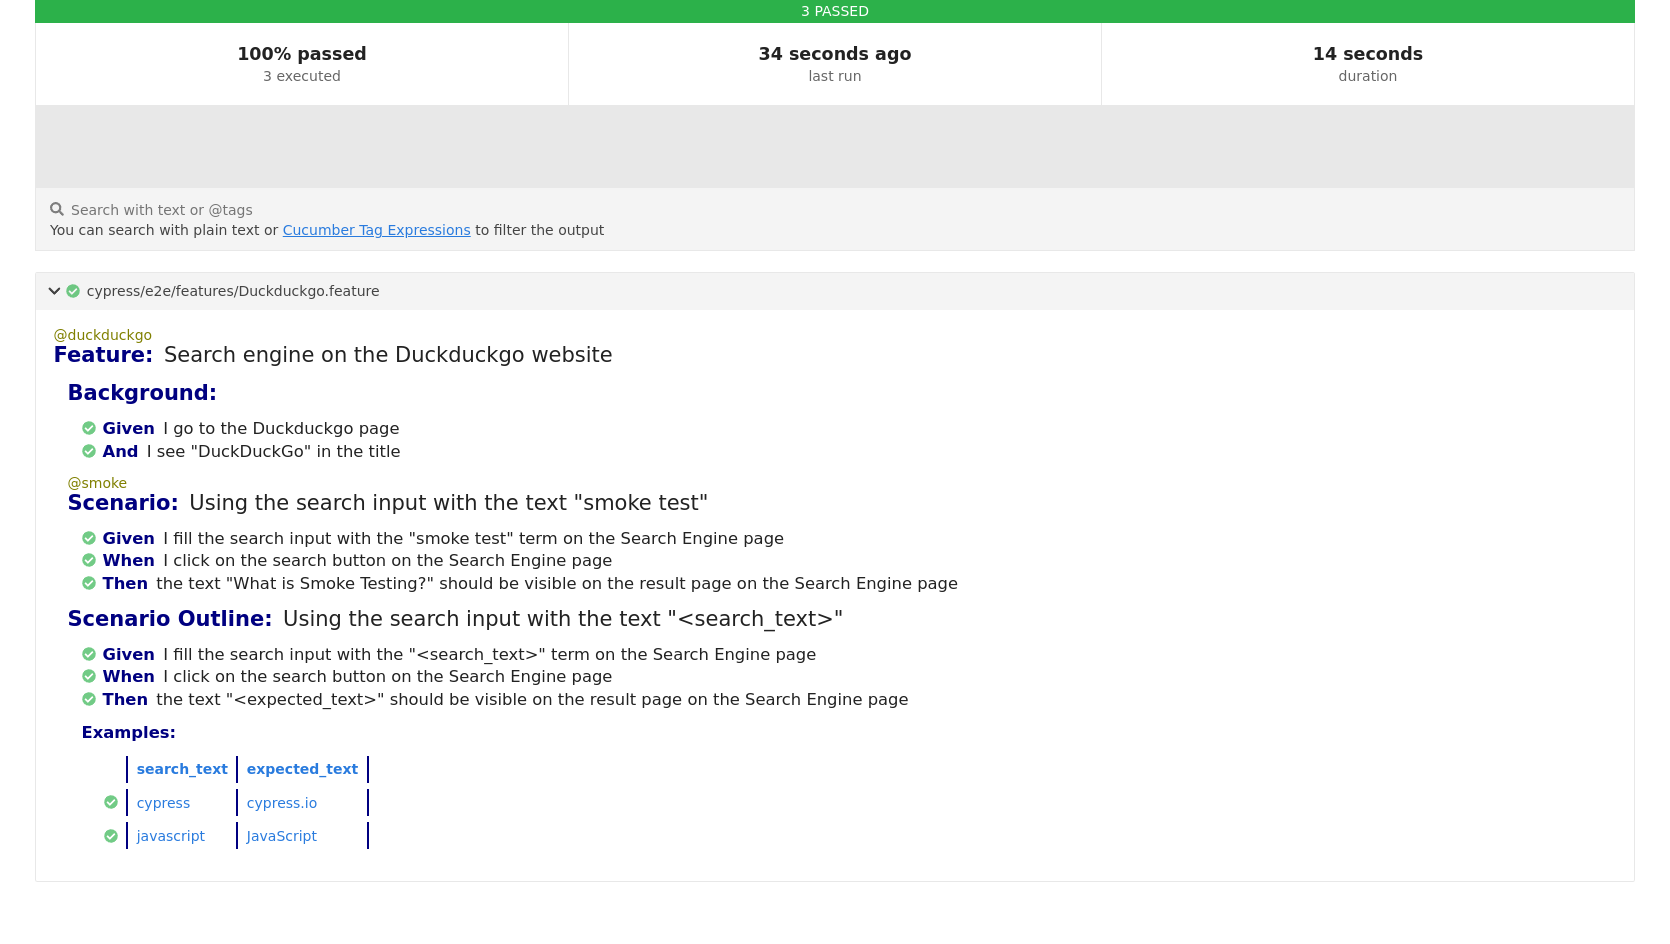 3 PASSED
100% passed
3 executed
34 seconds ago
last run
14 seconds
duration
Search with text or @tags
You can search with plain text or Cucumber Tag Expressions to filter the output
cypress/e2e/features/Duckduckgo.feature
@duckduckgo
Feature: Search engine on the Duckduckgo website
Background:
Given I go to the Duckduckgo page
And I see "DuckDuckGo" in the title
@smoke
Scenario: Using the search input with the text "smoke test"
Given I fill the search input with the "smoke test" term on the Search Engine page
When I click on the search button on the Search Engine page
Then the text "What is Smoke Testing?" should be visible on the result page on the Search Engine page
Scenario Outline: Using the search input with the text "<search_text>"
Given I fill the search input with the "<search_text>" term on the Search Engine page
When I click on the search button on the Search Engine page
Then the text "<expected_text>" should be visible on the result page on the Search Engine page
Examples:
search_text expected_text
cypress cypress.io
javascript JavaScript